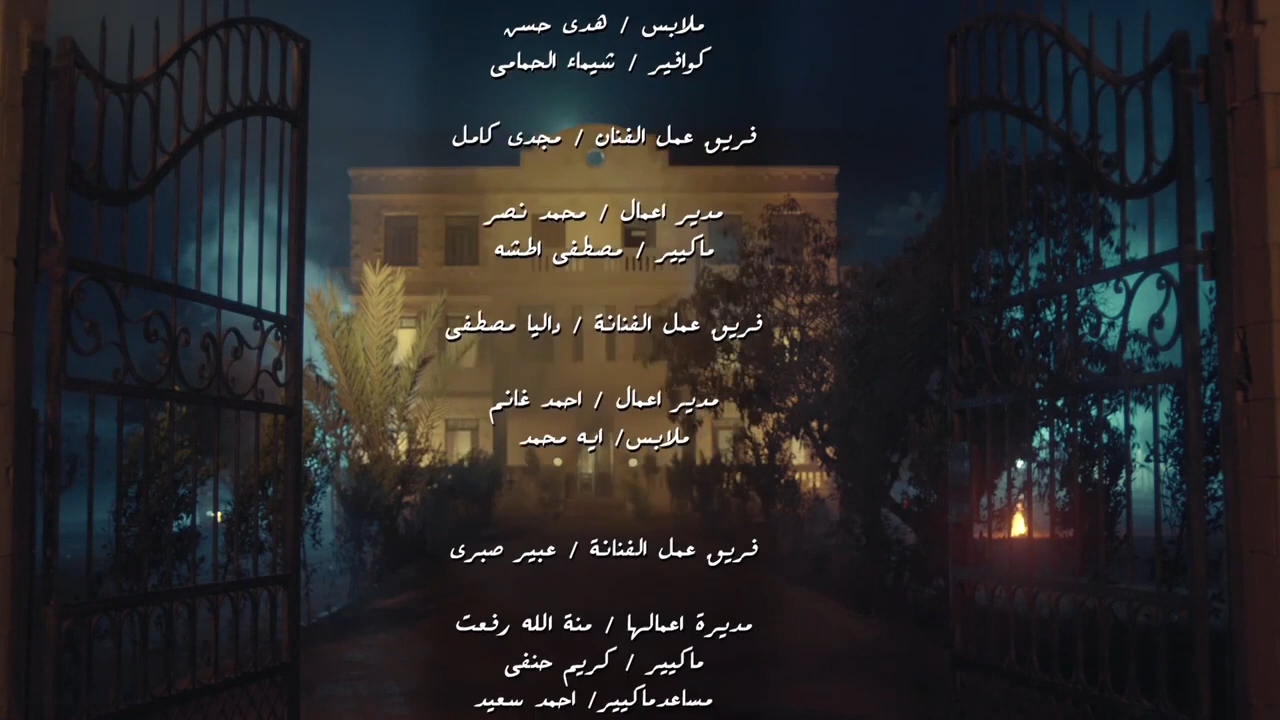 ملابس / هدى حسن
كوافير / شيماء الحمامى
فريق عمل الفنان / مجدى كامل
مدير اعمال / محمد نصر
ماكيير / مصطفى اطشه
فريق عمل الفنانة / داليا مصطفى
مدير اعمال / احمد غانم
ملابس/ ايه محمد
فريق عمل الفنانة / عبير صبرى
مديرة اعمالها / منة الله رفعت
ماكيير / كريم حنفى
مساعدماكيير/ احمد سعيد